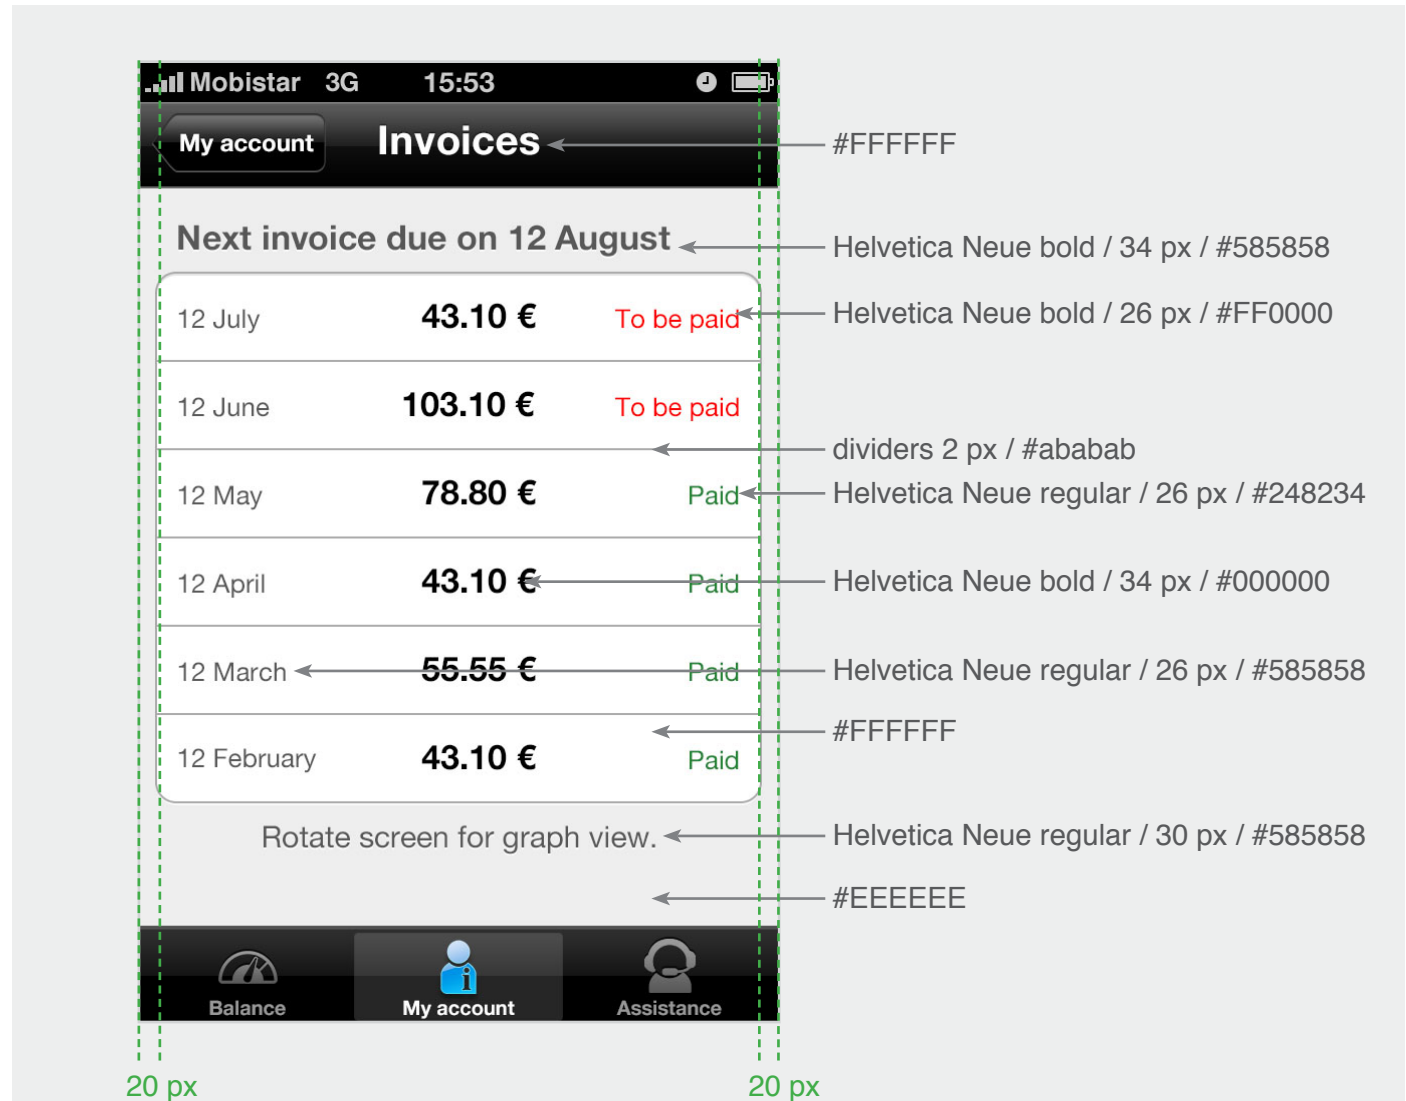 Mobistar 3G 15:53
My account Invoices #FFFFFF
Next invoice due on 12 August Helvetica Neue bold / 34 px / #585858
12 July 43.10 € To be paid Helvetica Neue bold / 26 px / #FF0000
12 June 103.10 € To be paid
dividers 2 px / #ababab
12 May 78.80 € Paid Helvetica Neue regular / 26 px / #248234
12 April 43.10 € Paid Helvetica Neue bold / 34 px / #000000
12 March 55.55 € Paid Helvetica Neue regular / 26 px / #585858
#FFFFFF
12 February 43.10 € Paid
Rotate screen for graph view. Helvetica Neue regular / 30 px / #585858
#EEEEEE
i
Balance My account Assistance
20 px 20 px